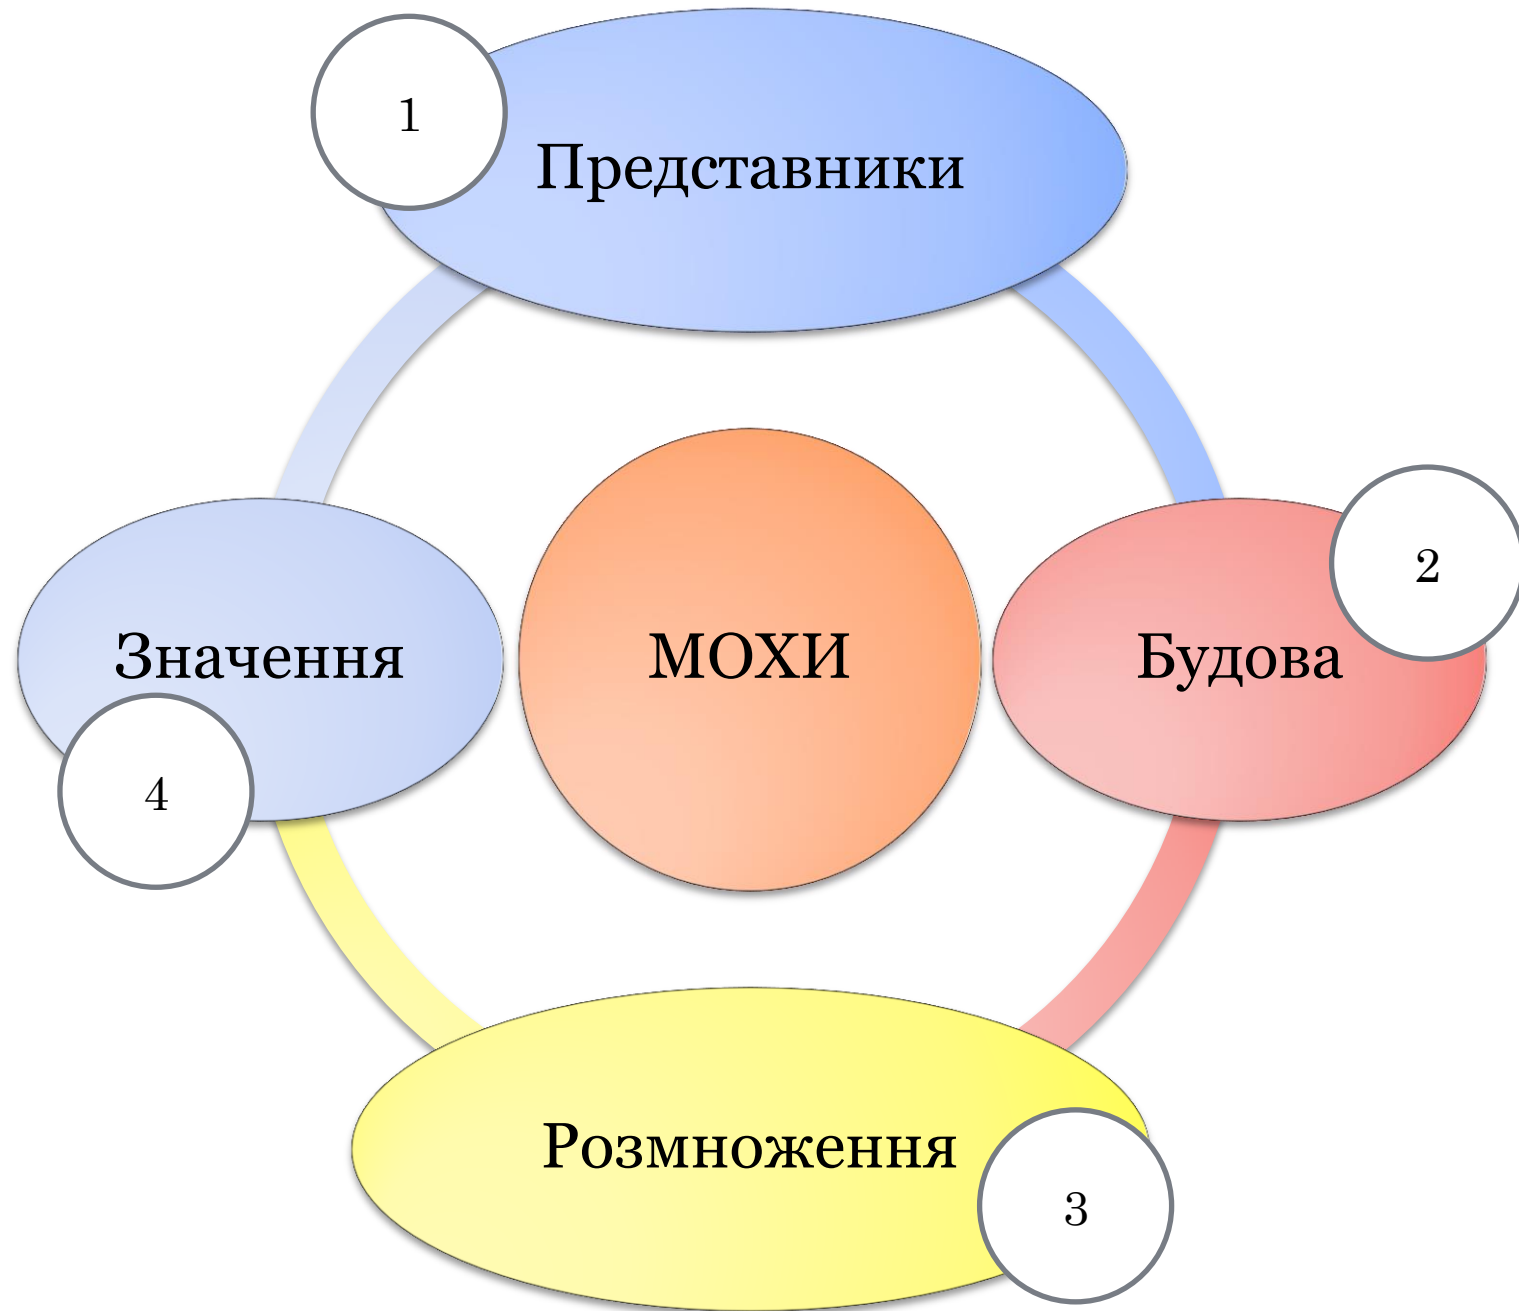 1
Представники
2
Значення
МОХИ
Будова
4
Розмноження
3